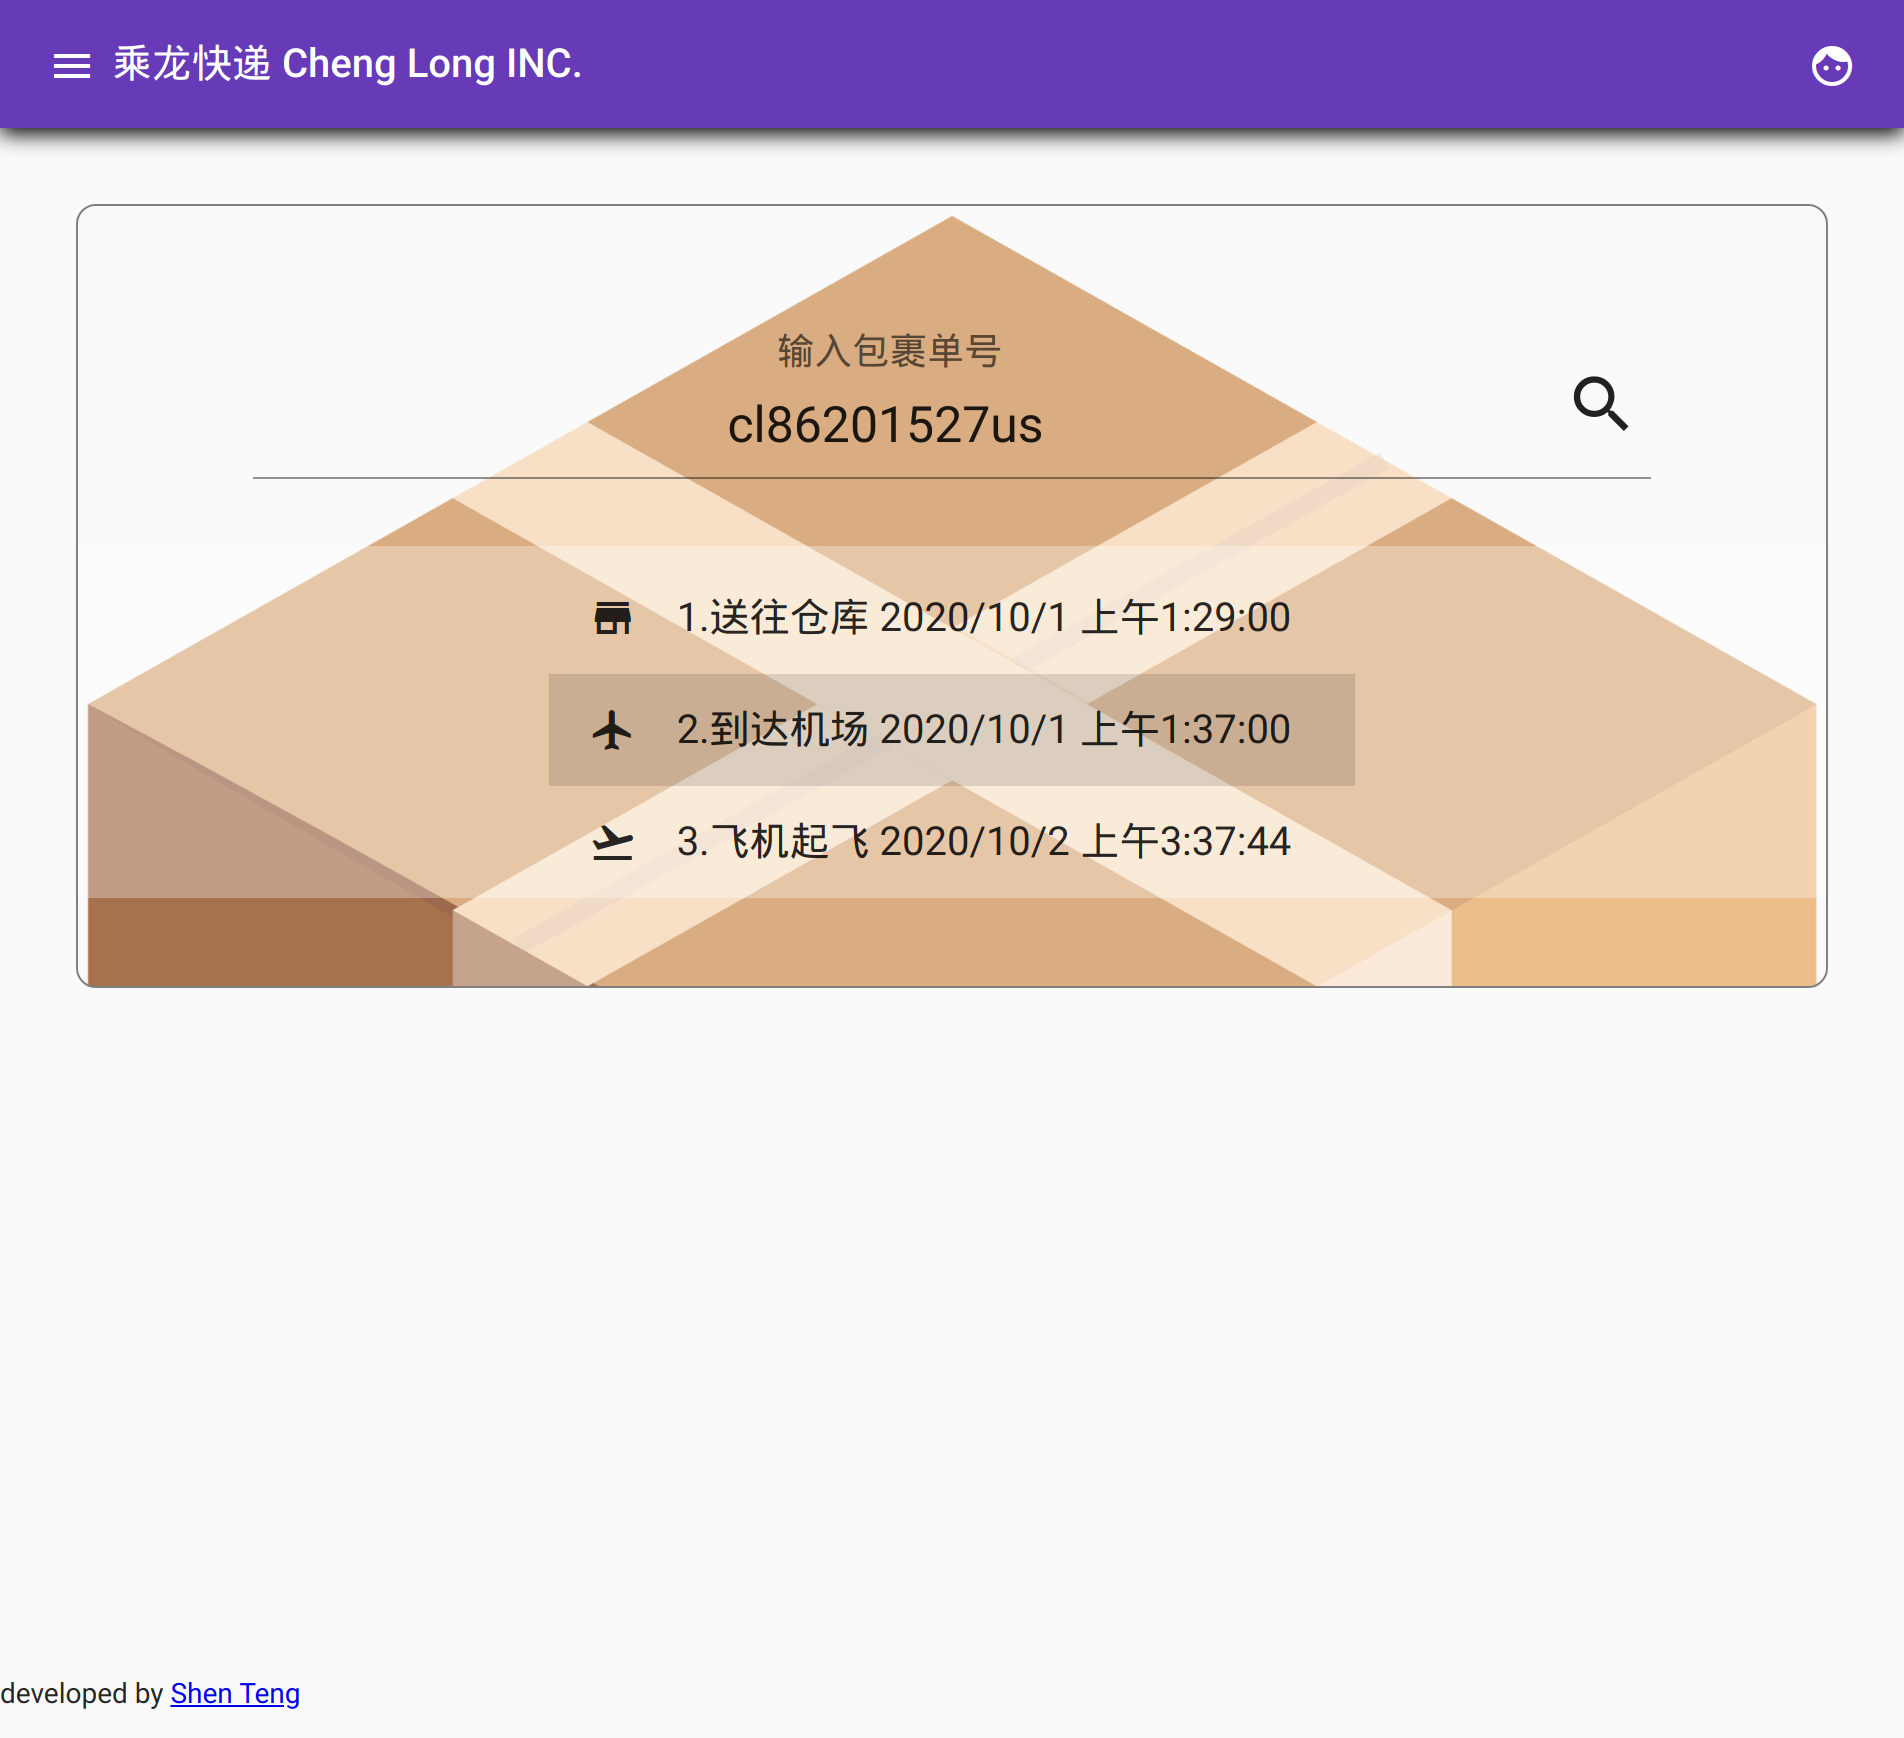 乘龙快递 Cheng Long INC.
输入包裹单号
cl86201527us
1.送往仓库 2020/10/1 上午1:29:00
2.到达机场 2020/10/1 上午1:37:00
3.飞机起飞 2020/10/2 上午3:37:44
developed by Shen Teng